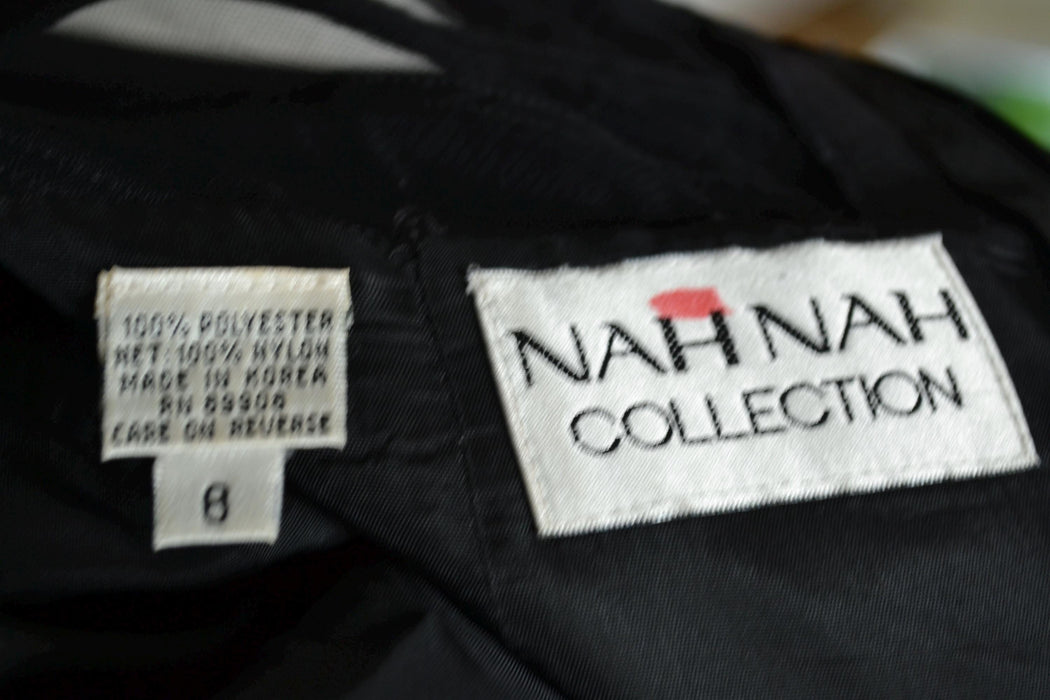 100% POLYESTER
NET: 100% NYLON
MADE IN KOREA
RN
CARE ON REVERSE
8
NAH NAH
COLLECTION